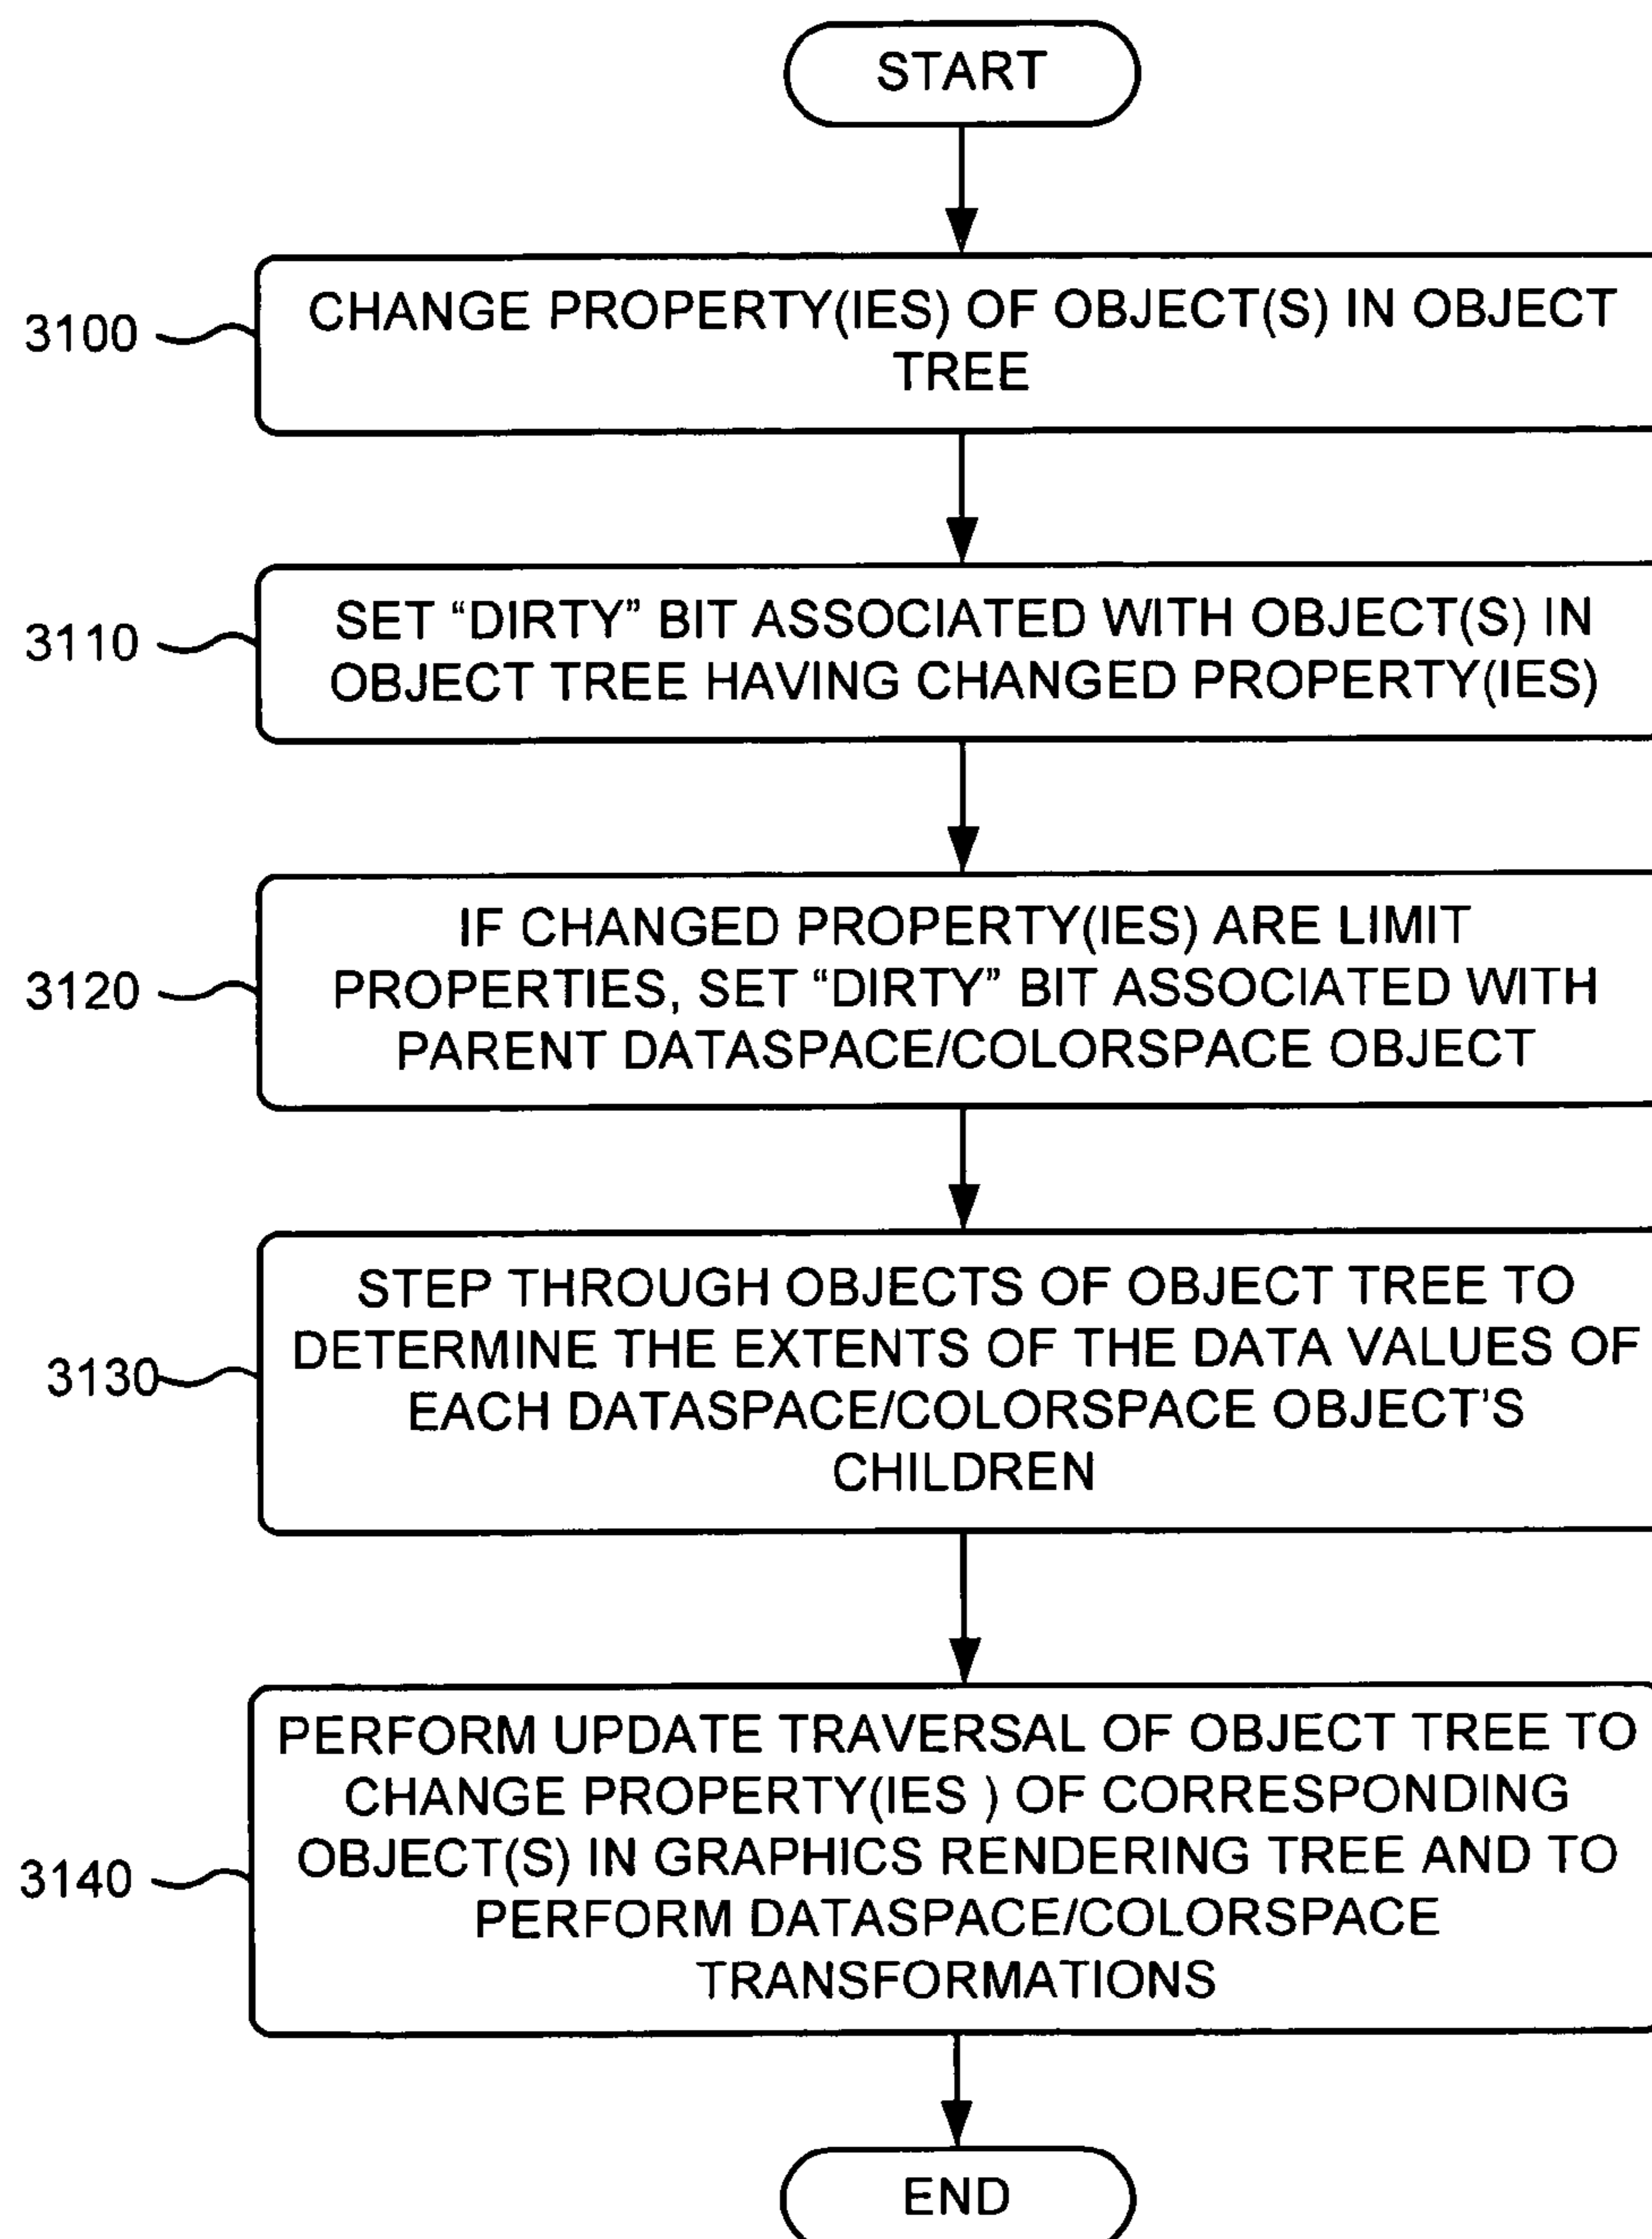 START
3100
CHANGE PROPERTY(IES) OF OBJECT(S) IN OBJECT
TREE
3110
SET “DIRTY” BIT ASSOCIATED WITH OBJECT(S) IN
OBJECT TREE HAVING CHANGED PROPERTY(IES)
3120
IF CHANGED PROPERTY(IES) ARE LIMIT
PROPERTIES, SET “DIRTY” BIT ASSOCIATED WITH
PARENT DATASPACE/COLORSPACE OBJECT
3130
STEP THROUGH OBJECTS OF OBJECT TREE TO
DETERMINE THE EXTENTS OF THE DATA VALUES OF
EACH DATASPACE/COLORSPACE OBJECT'S
CHILDREN
3140
PERFORM UPDATE TRAVERSAL OF OBJECT TREE TO
CHANGE PROPERTY(IES ) OF CORRESPONDING
OBJECT(S) IN GRAPHICS RENDERING TREE AND TO
PERFORM DATASPACE/COLORSPACE
TRANSFORMATIONS
END